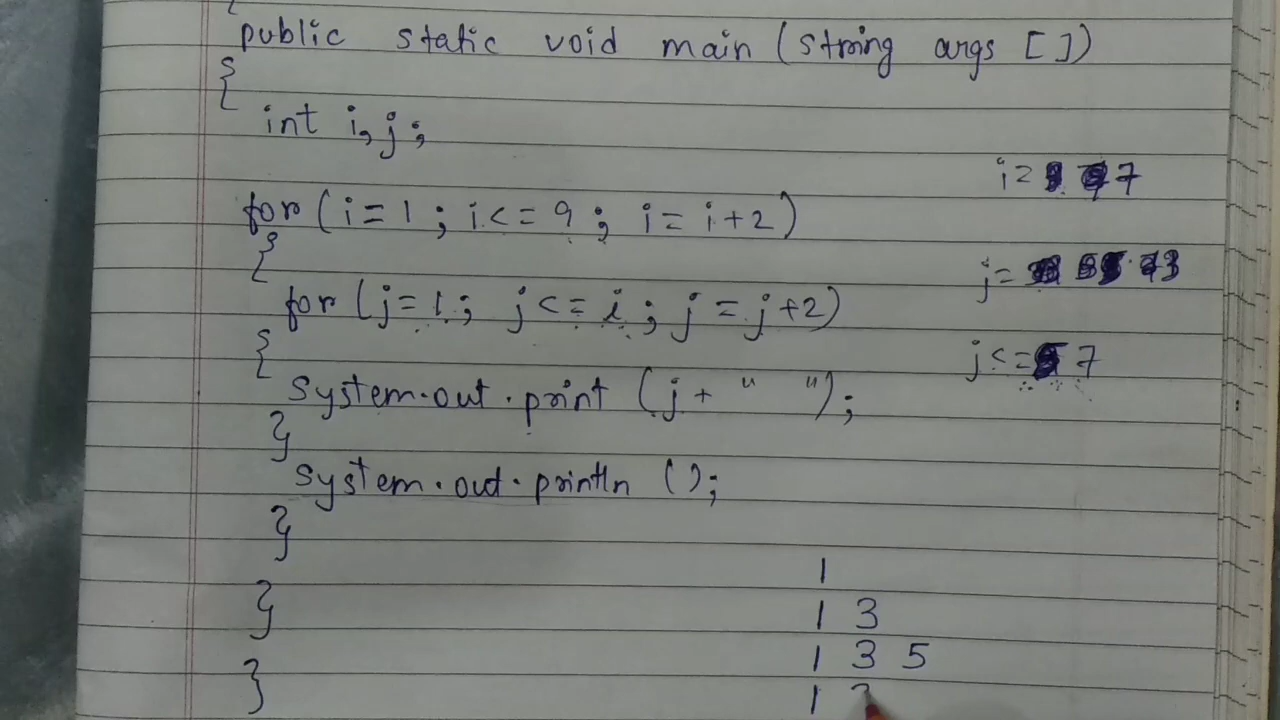 {
public static void main (string args [ ])
{
int i,j;
i= 7
for (i=1 ; i<= 9 ; i= i+2)
{
j= 3
for (j=1; j<= i ; j = j+2)
{
j<= 7
system.out.print (j+ " ");
}
system.out.println ();
}
1
} 1 3
1 3 5
} 1 3